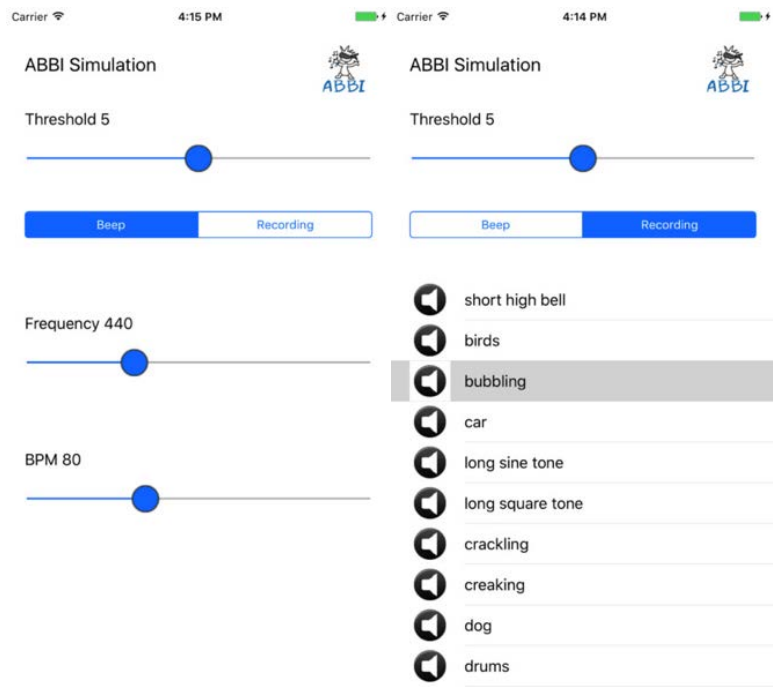 Carrier 4:15 PM
ABBI Simulation
ABBI
Threshold 5
Beep Recording
Frequency 440
BPM 80
Carrier 4:14 PM
ABBI Simulation
ABBI
Threshold 5
Beep Recording
short high bell
birds
bubbling
car
long sine tone
long square tone
crackling
creaking
dog
drums